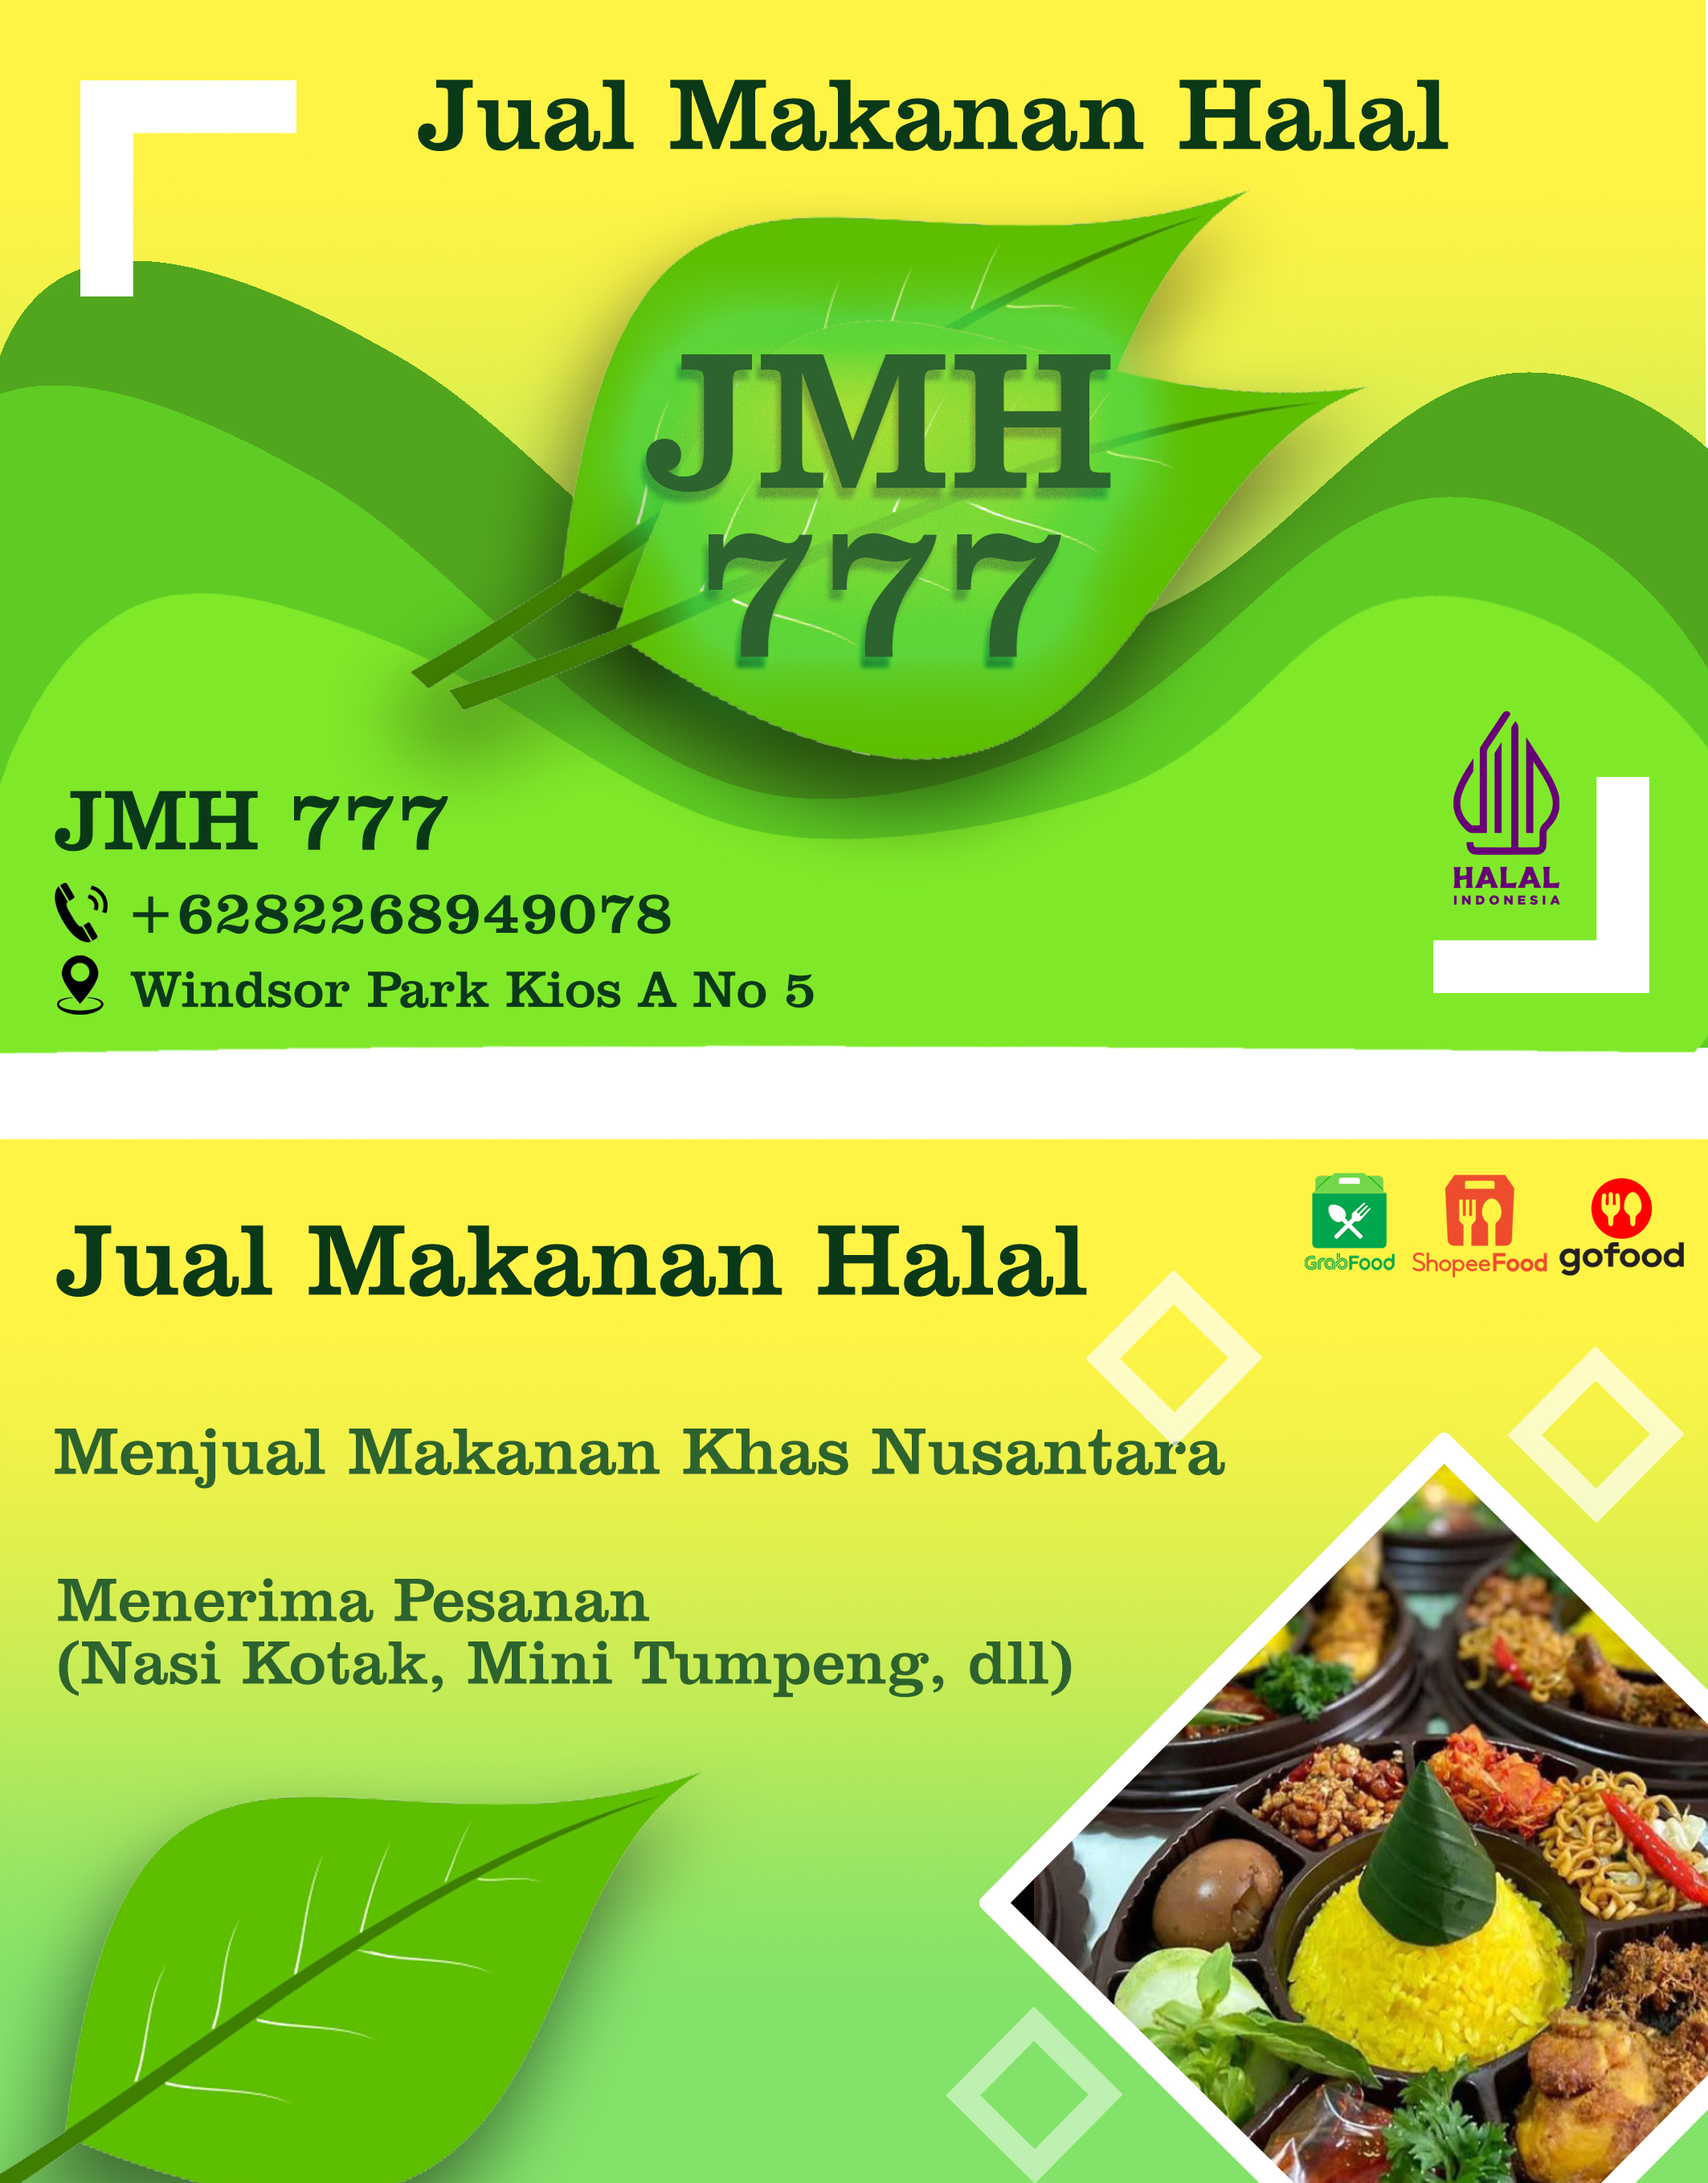 Jual Makanan Halal
JMH
777
JMH 777
+6282268949078
Windsor Park Kios A No 5
HALAL
INDONESIA
Jual Makanan Halal
GrabFood
ShopeeFood
gofood
Menjual Makanan Khas Nusantara
Menerima Pesanan
(Nasi Kotak, Mini Tumpeng, dll)